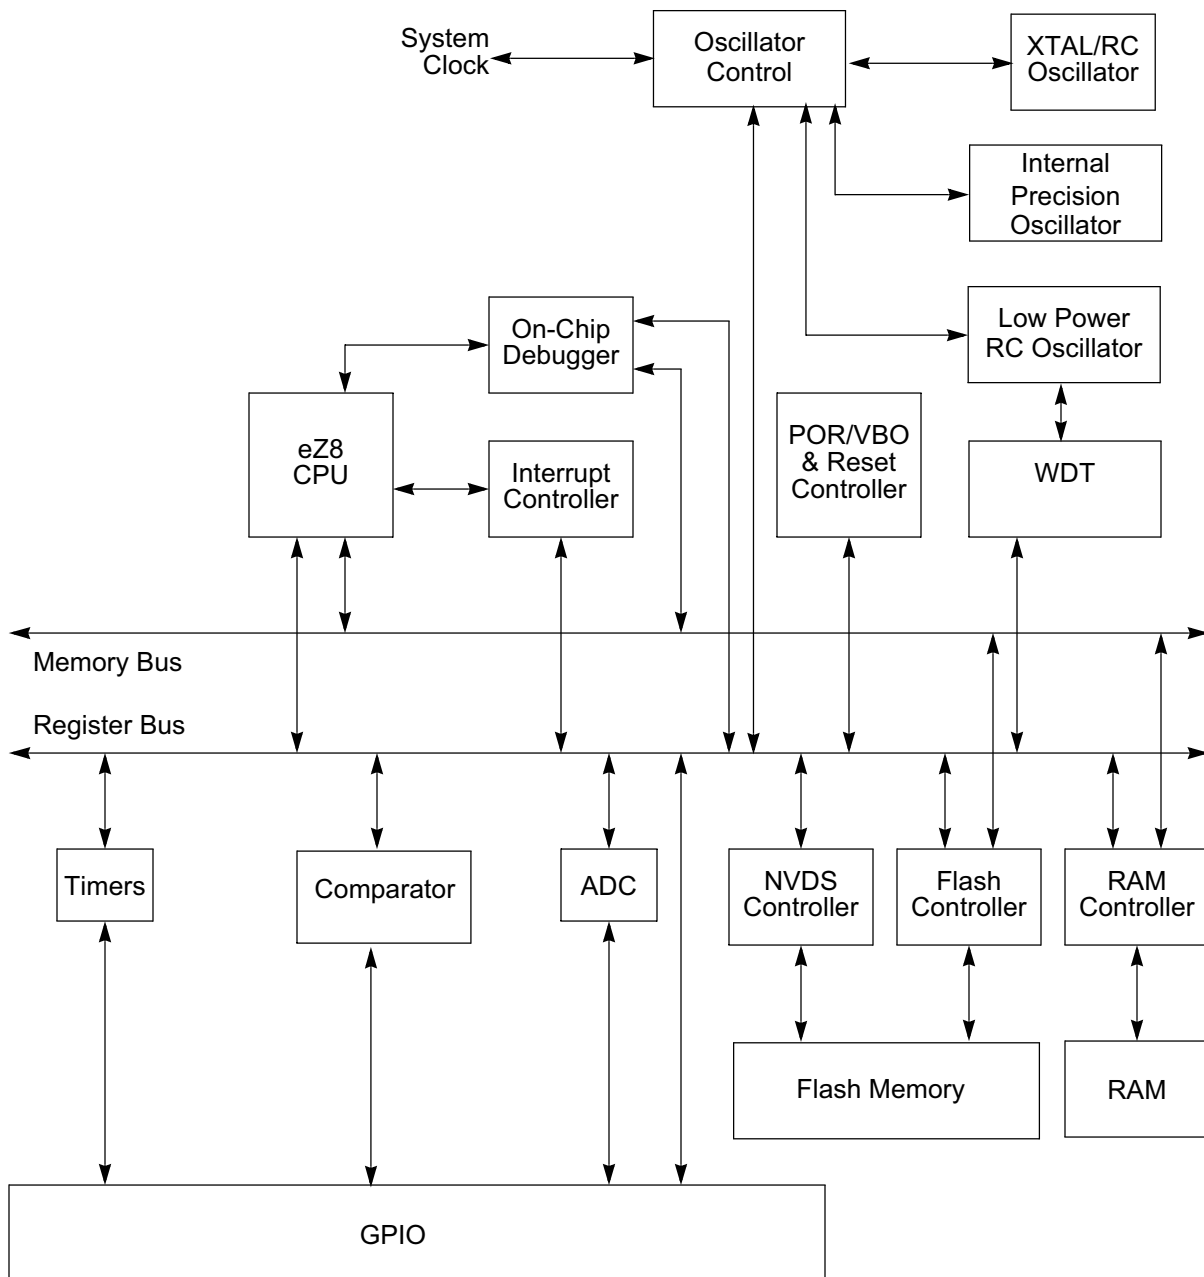 System
Clock
Oscillator
Control
XTAL/RC
Oscillator
Internal
Precision
Oscillator
On-Chip
Debugger
Low Power
RC Oscillator
eZ8
CPU
Interrupt
Controller
POR/VBO
& Reset
Controller
WDT
Memory Bus
Register Bus
Timers
Comparator
ADC
NVDS
Controller
Flash
Controller
RAM
Controller
Flash Memory
RAM
GPIO